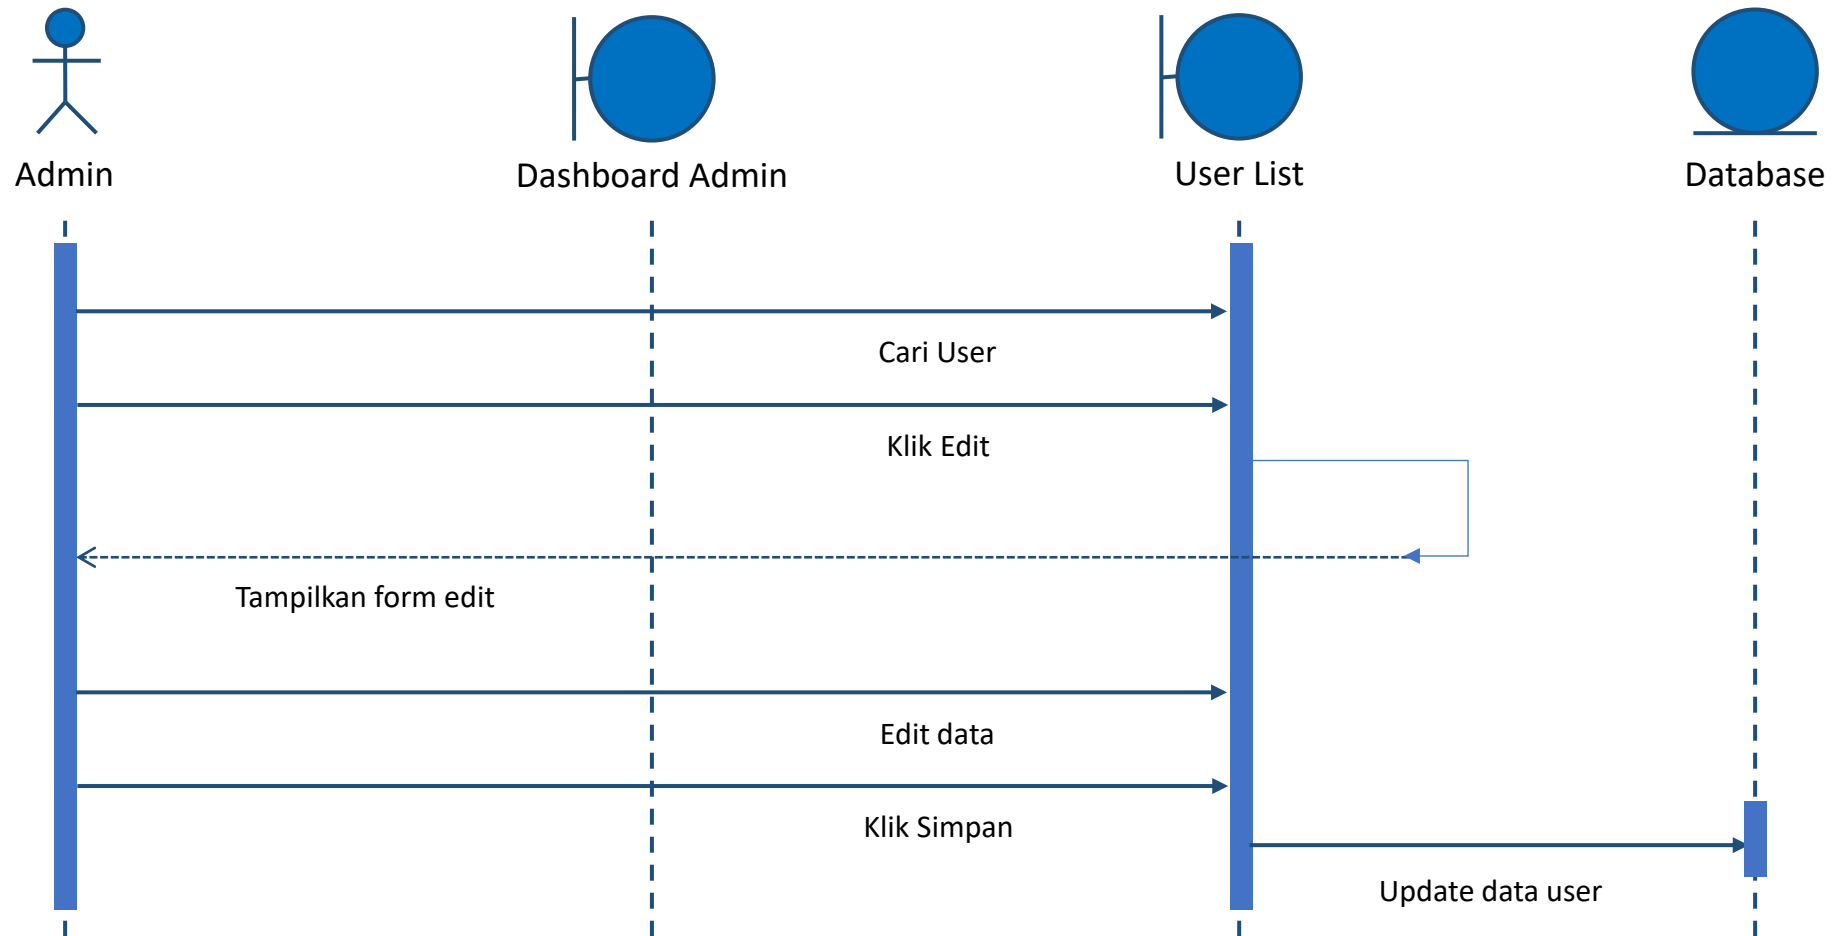 Admin
Dashboard Admin
User List
Database
Cari User
Klik Edit
Tampilkan form edit
Edit data
Klik Simpan
Update data user